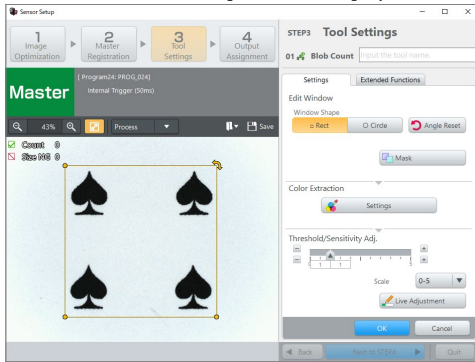 Sensor Setup
1
Image
Optimization
2
Master
Registration
3
Tool
Settings
4
Output
Assignment
Master
( Program24: PROG_024)
Internal Trigger (50ms)
43%
Process
Save
Count 0
Size NG 0
STEP3 Tool Settings
01 Blob Count Input the tool name.
Settings
Extended Functions
Edit Window
Window Shape
Rect
Circle
Angle Reset
Mask
Color Extraction
Settings
Threshold/Sensitivity Adj.
1 1
5
Scale 0-5
Live Adjustment
OK
Cancel
Back
Next to STEP4
Quit